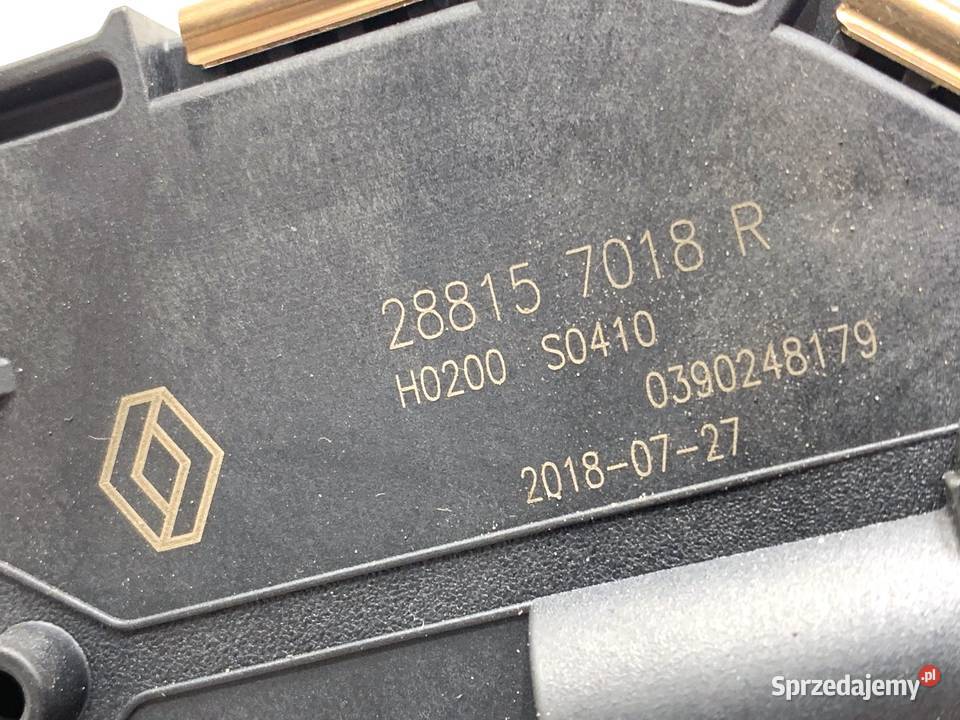 28815 7018 R
H0200 S0410
0390248179
2018-07-27
Sprzedajemy.pl